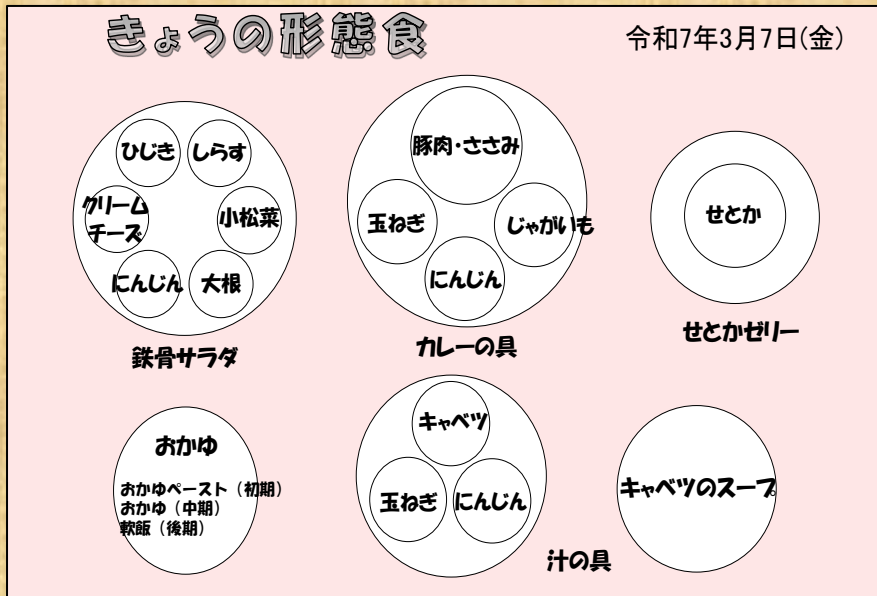 きょうの形態食
令和7年3月7日(金)
ひじき
しらす
クリーム
チーズ
小松菜
にんじん
大根
鉄骨サラダ
豚肉・ささみ
玉ねぎ
じゃがいも
にんじん
カレーの具
せとか
せとかゼリー
おかゆ
おかゆペースト（初期）
おかゆ（中期）
軟飯（後期）
キャベツ
玉ねぎ
にんじん
汁の具
キャベツのスープ